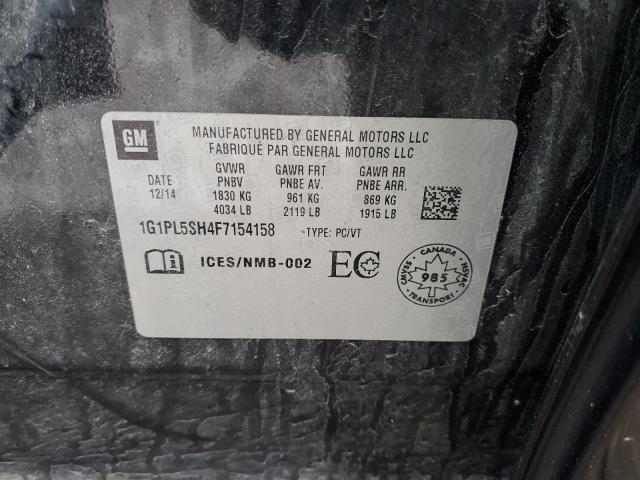 GM
MANUFACTURED BY GENERAL MOTORS LLC
FABRIQUÉ PAR GENERAL MOTORS LLC
DATE
12/14
GVWR
PNBV
1830 KG
4034 LB
GAWR FRT
PNBE AV.
961 KG
2119 LB
GAWR RR
PNBE ARR.
869 KG
1915 LB
1G1PL5SH4F7154158 TYPE: PC/VT
ICES/NMB-002
EC
CANADA
CMVSS
985
NSVAC
TRANSPORT